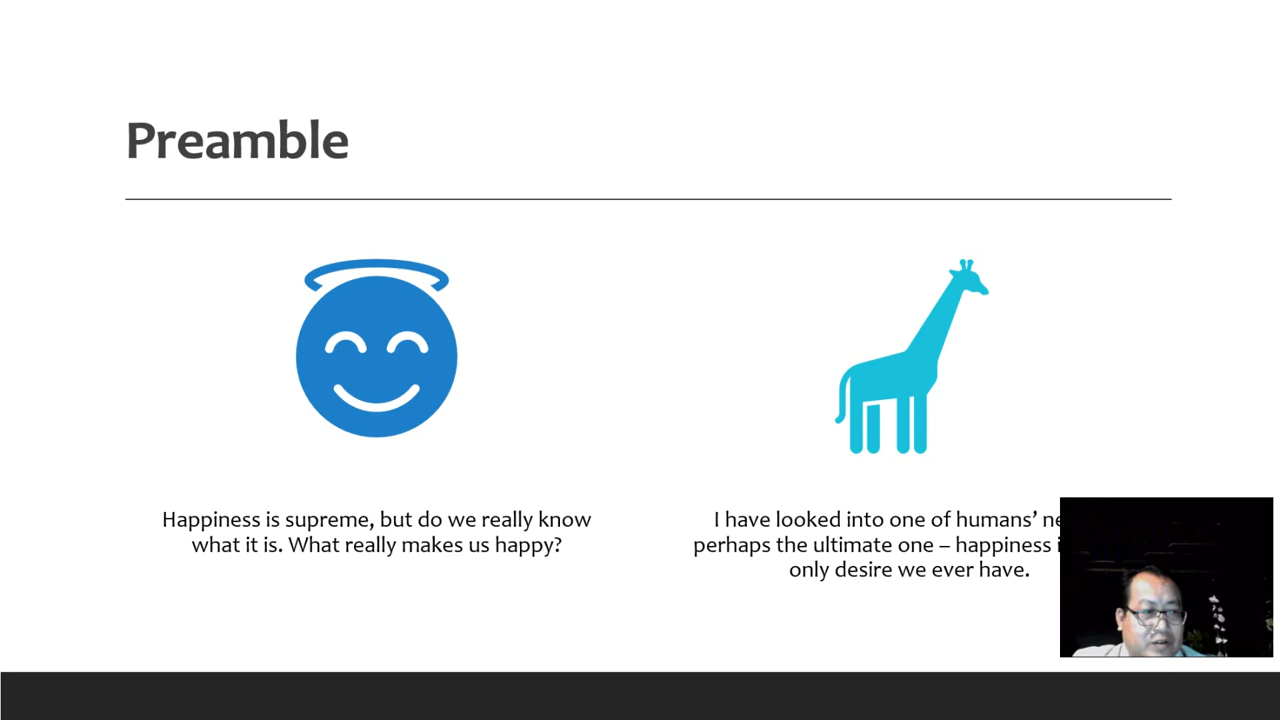 Preamble
Happiness is supreme, but do we really know
what it is. What really makes us happy?
I have looked into one of humans’
perhaps the ultimate one – happiness
only desire we ever have.